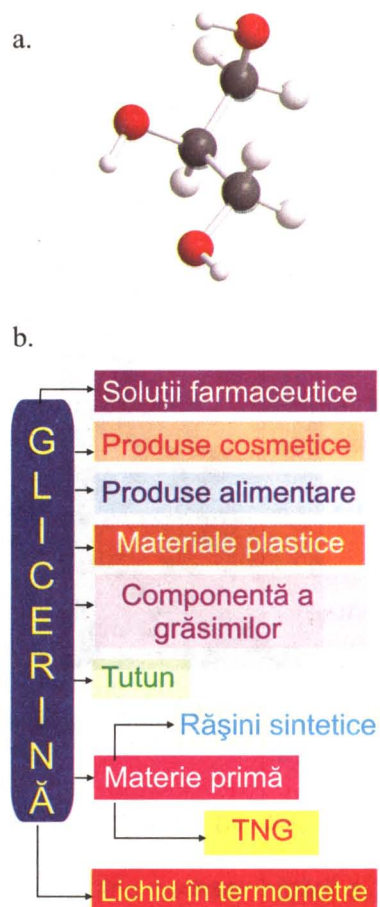 a.
b.
GLICERINĂ
Soluții farmaceutice
Produse cosmetice
Produse alimentare
Materiale plastice
Componentă a
grăsimilor
Tutun
Rășini sintetice
Materie primă
TNG
Lichid în termometre